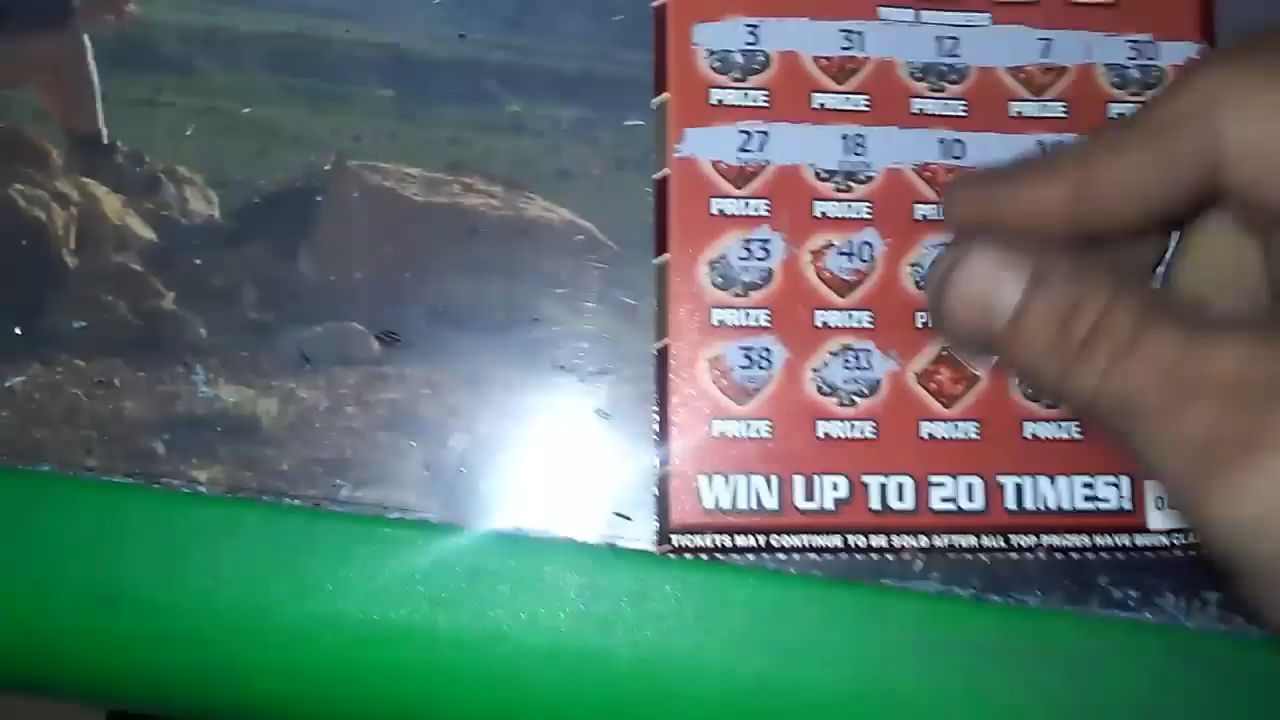 3 31 12 7 30
PRIZE PRIZE PRIZE PRIZE
27 18 10
PRIZE PRIZE
33 40
PRIZE PRIZE
38
PRIZE PRIZE PRIZE PRIZE
WIN UP TO 20 TIMES!
TICKETS MAY CONTINUE TO BE SOLD AFTER ALL TOP PRIZES HAVE BEEN